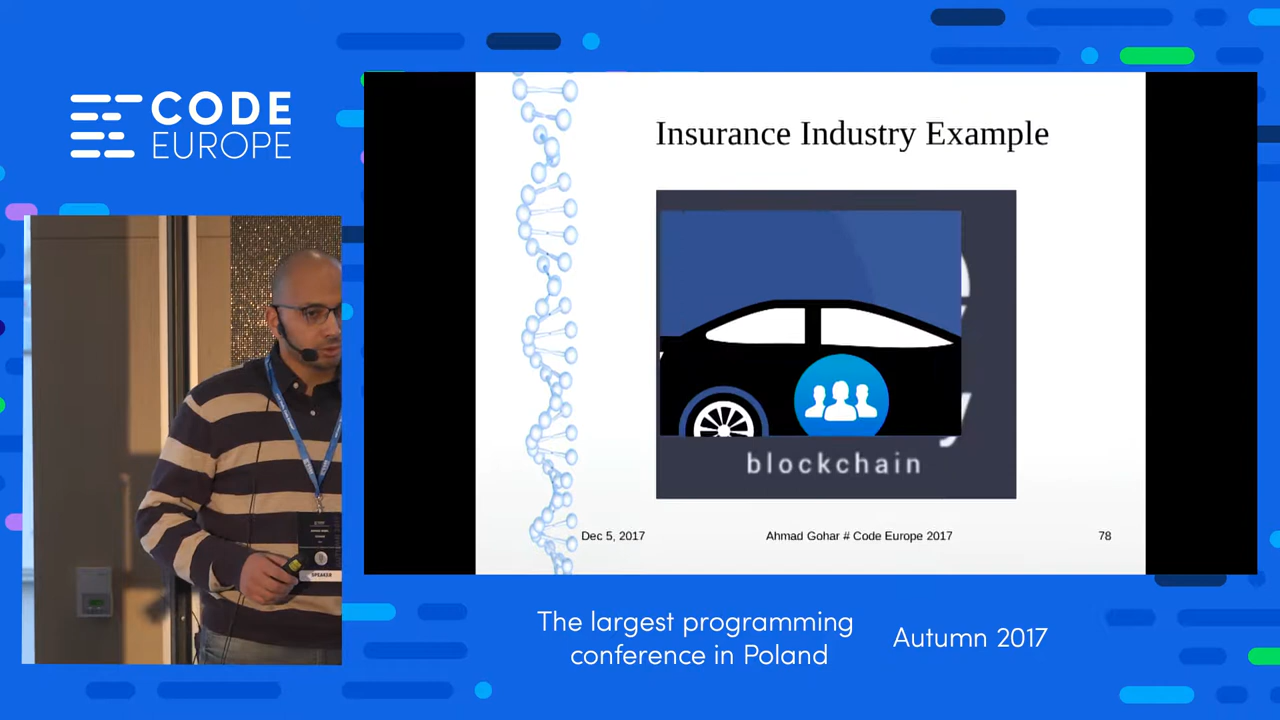 CODE
EUROPE
Insurance Industry Example
blockchain
Dec 5, 2017
Ahmad Gohar # Code Europe 2017
78
SPEAKER
The largest programming
conference in Poland
Autumn 2017